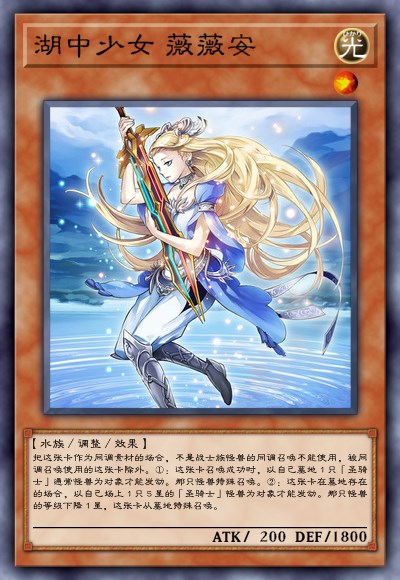 湖中少女 薇薇安
光
ひかり
【水族／调整／效果】
把这张卡作为同调素材的场合，不是战士族怪兽的同调召唤不能使用，被同
调召唤使用的这张卡除外。①：这张卡召唤成功时，以自己墓地1只「圣骑
士」通常怪兽为对象才能发动。那只怪兽特殊召唤。②：这张卡在墓地存在
的场合，以自己场上1只5星的「圣骑士」怪兽为对象才能发动。那只怪兽
的等级下降1星，这张卡从墓地特殊召唤。
ATK/ 200 DEF/1800